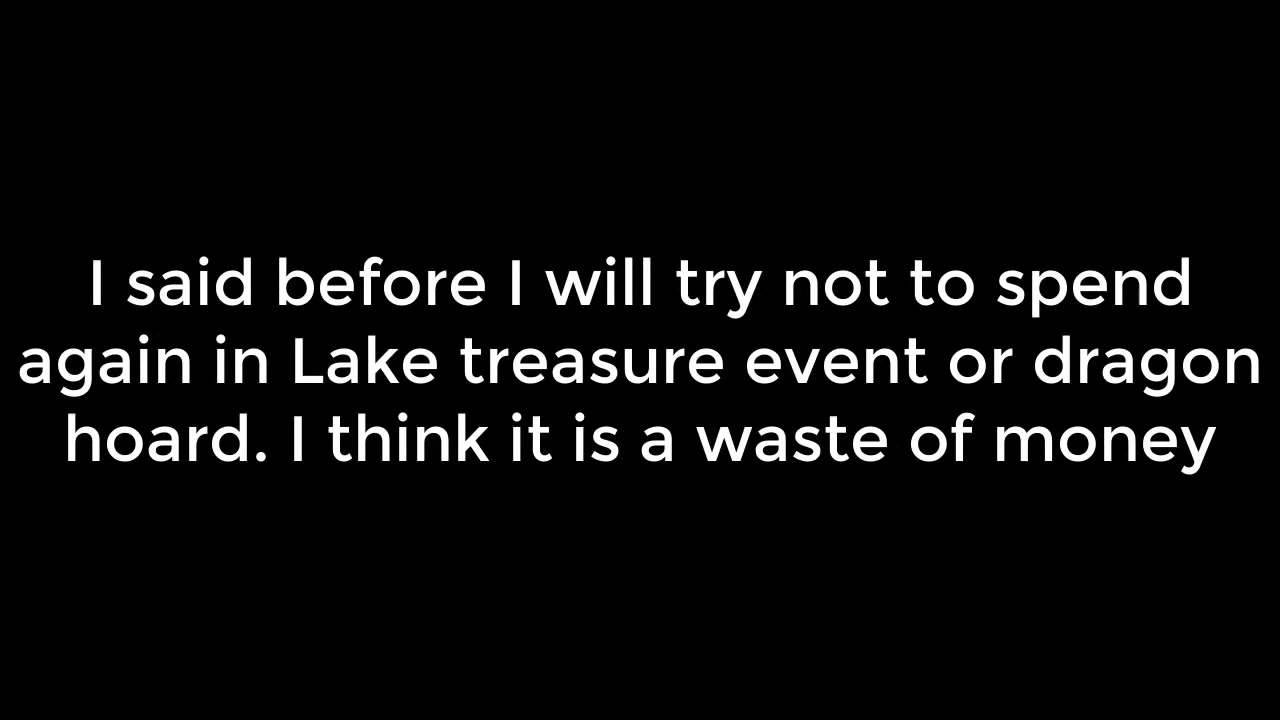 I said before I will try not to spend
again in Lake treasure event or dragon
hoard. I think it is a waste of money